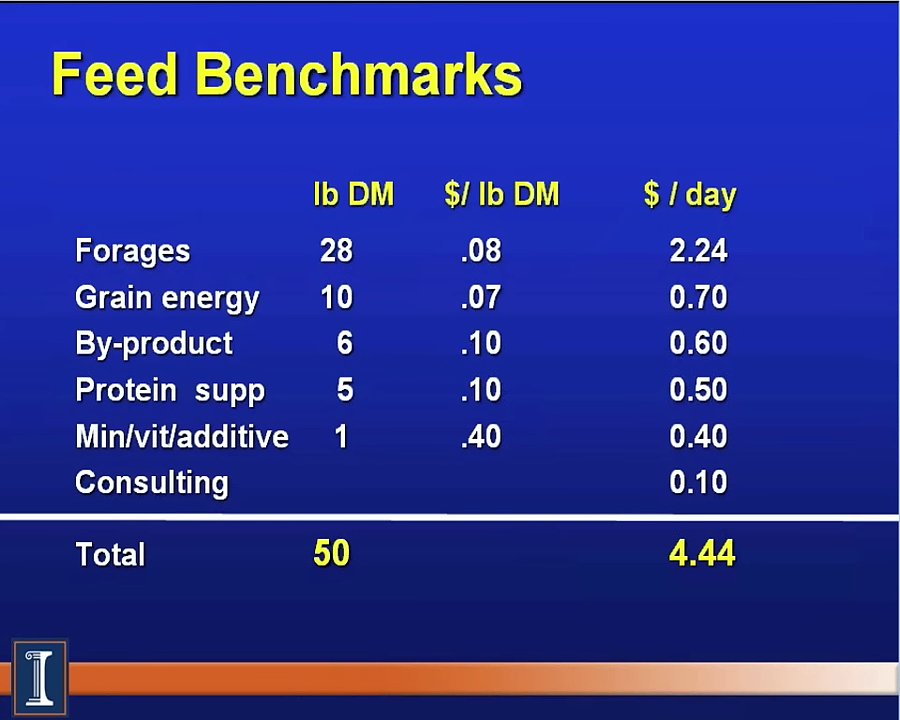 Feed Benchmarks
lb DM $/ lb DM $ / day
Forages 28 .08 2.24
Grain energy 10 .07 0.70
By-product 6 .10 0.60
Protein supp 5 .10 0.50
Min/vit/additive 1 .40 0.40
Consulting 0.10
Total 50 4.44
I